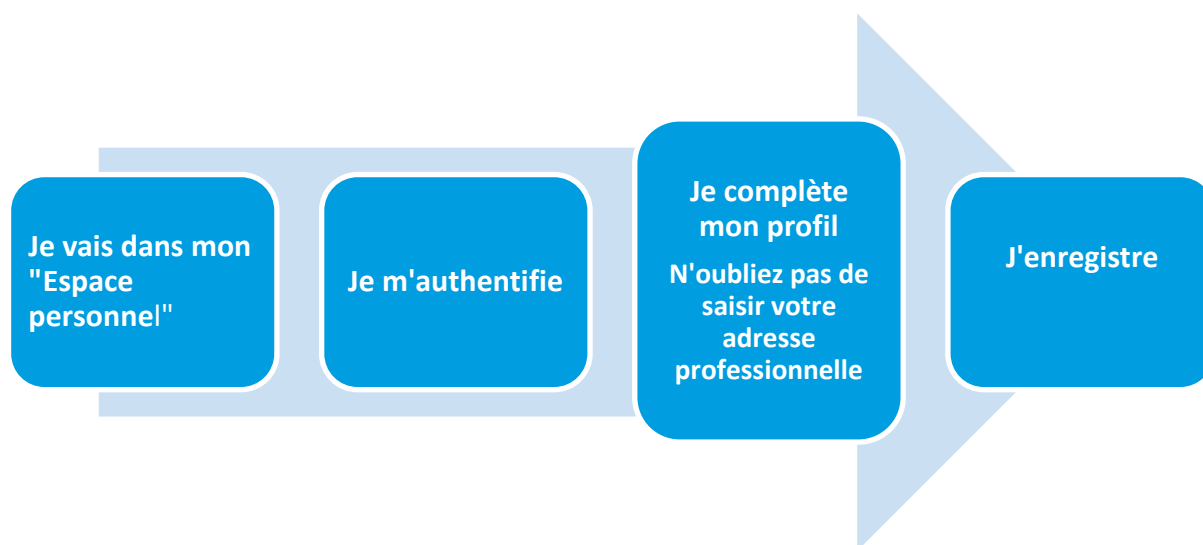 Je vais dans mon
"Espace
personnel"
Je m'authentifie
Je complète
mon profil
N'oubliez pas de
saisir votre
adresse
professionnelle
J'enregistre